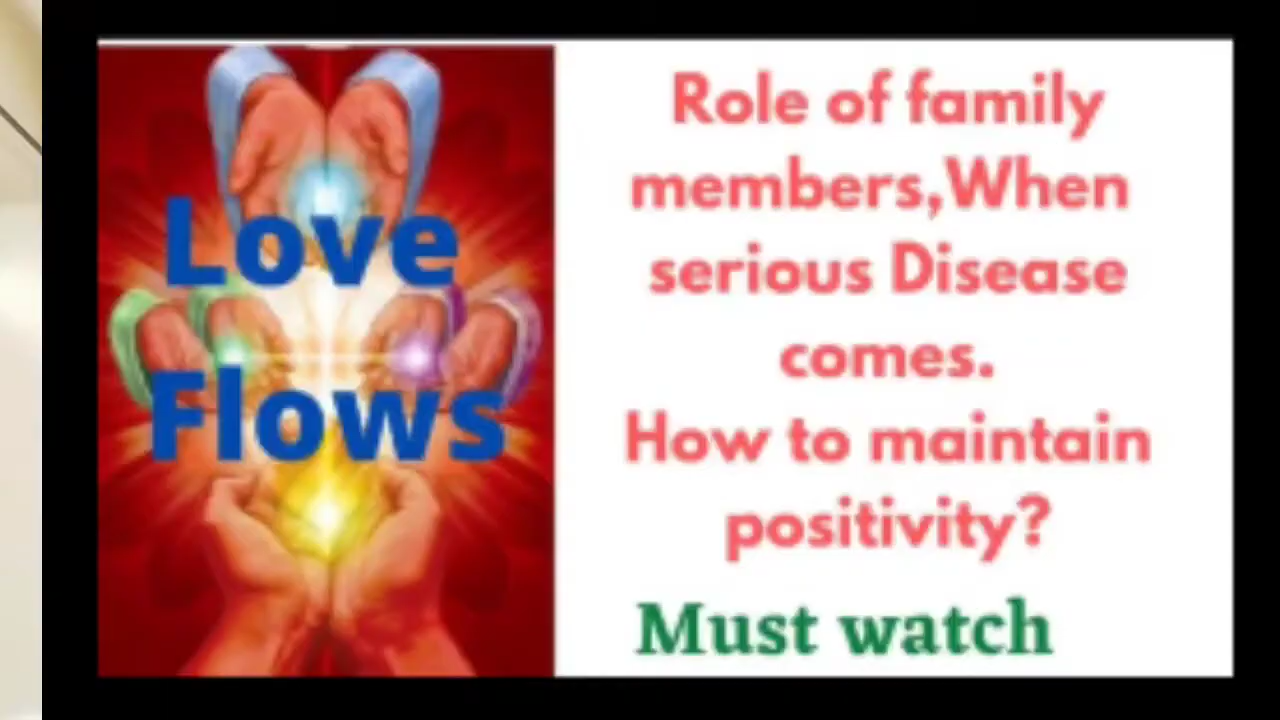 Love
Flows
Role of family
members,When
serious Disease
comes.
How to maintain
positivity?
Must watch